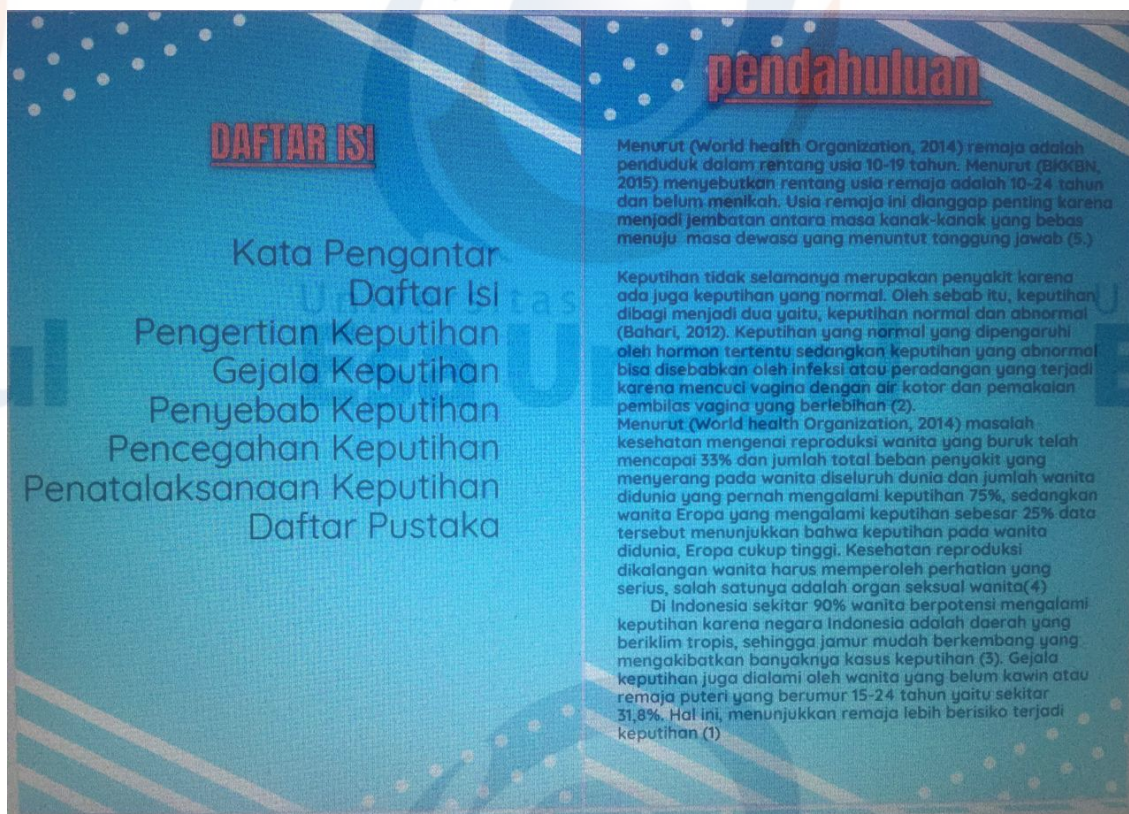 DAFTAR ISI
Kata Pengantar
Daftar Isi
Pengertian Keputihan
Gejala Keputihan
Penyebab Keputihan
Pencegahan Keputihan
Penatalaksanaan Keputihan
Daftar Pustaka
pendahuluan
Menurut (World health Organization, 2014) remaja adalah
penduduk dalam rentang usia 10-19 tahun. Menurut (BKKBN,
2015) menyebutkan rentang usia remaja adalah 10-24 tahun
dan belum menikah. Usia remaja ini dianggap penting karena
menjadi jembatan antara masa kanak-kanak yang bebas
menuju masa dewasa yang menuntut tanggung jawab (5.)
Keputihan tidak selamanya merupakan penyakit karena
ada juga keputihan yang normal. Oleh sebab itu, keputihan
dibagi menjadi dua yaitu, keputihan normal dan abnormal
(Bahari, 2012). Keputihan yang normal yang dipengaruhi
oleh hormon tertentu sedangkan keputihan yang abnormal
bisa disebabkan oleh infeksi atau peradangan yang terjadi
karena mencuci vagina dengan air kotor dan pemakaian
pembilas vagina yang berlebihan (2).
Menurut (World health Organization, 2014) masalah
kesehatan mengenai reproduksi wanita yang buruk telah
mencapai 33% dan jumlah total beban penyakit yang
menyerang pada wanita diseluruh dunia dan jumlah wanita
didunia yang pernah mengalami keputihan 75%, sedangkan
wanita Eropa yang mengalami keputihan sebesar 25% data
tersebut menunjukkan bahwa keputihan pada wanita
didunia, Eropa cukup tinggi. Kesehatan reproduksi
dikalangan wanita harus memperoleh perhatian yang
serius, salah satunya adalah organ seksual wanita(4)
Di Indonesia sekitar 90% wanita berpotensi mengalami
keputihan karena negara Indonesia adalah daerah yang
beriklim tropis, sehingga jamur mudah berkembang yang
mengakibatkan banyaknya kasus keputihan (3). Gejala
keputihan juga dialami oleh wanita yang belum kawin atau
remaja puteri yang berumur 15-24 tahun yaitu sekitar
31,8%. Hal ini, menunjukkan remaja lebih berisiko terjadi
keputihan (1)